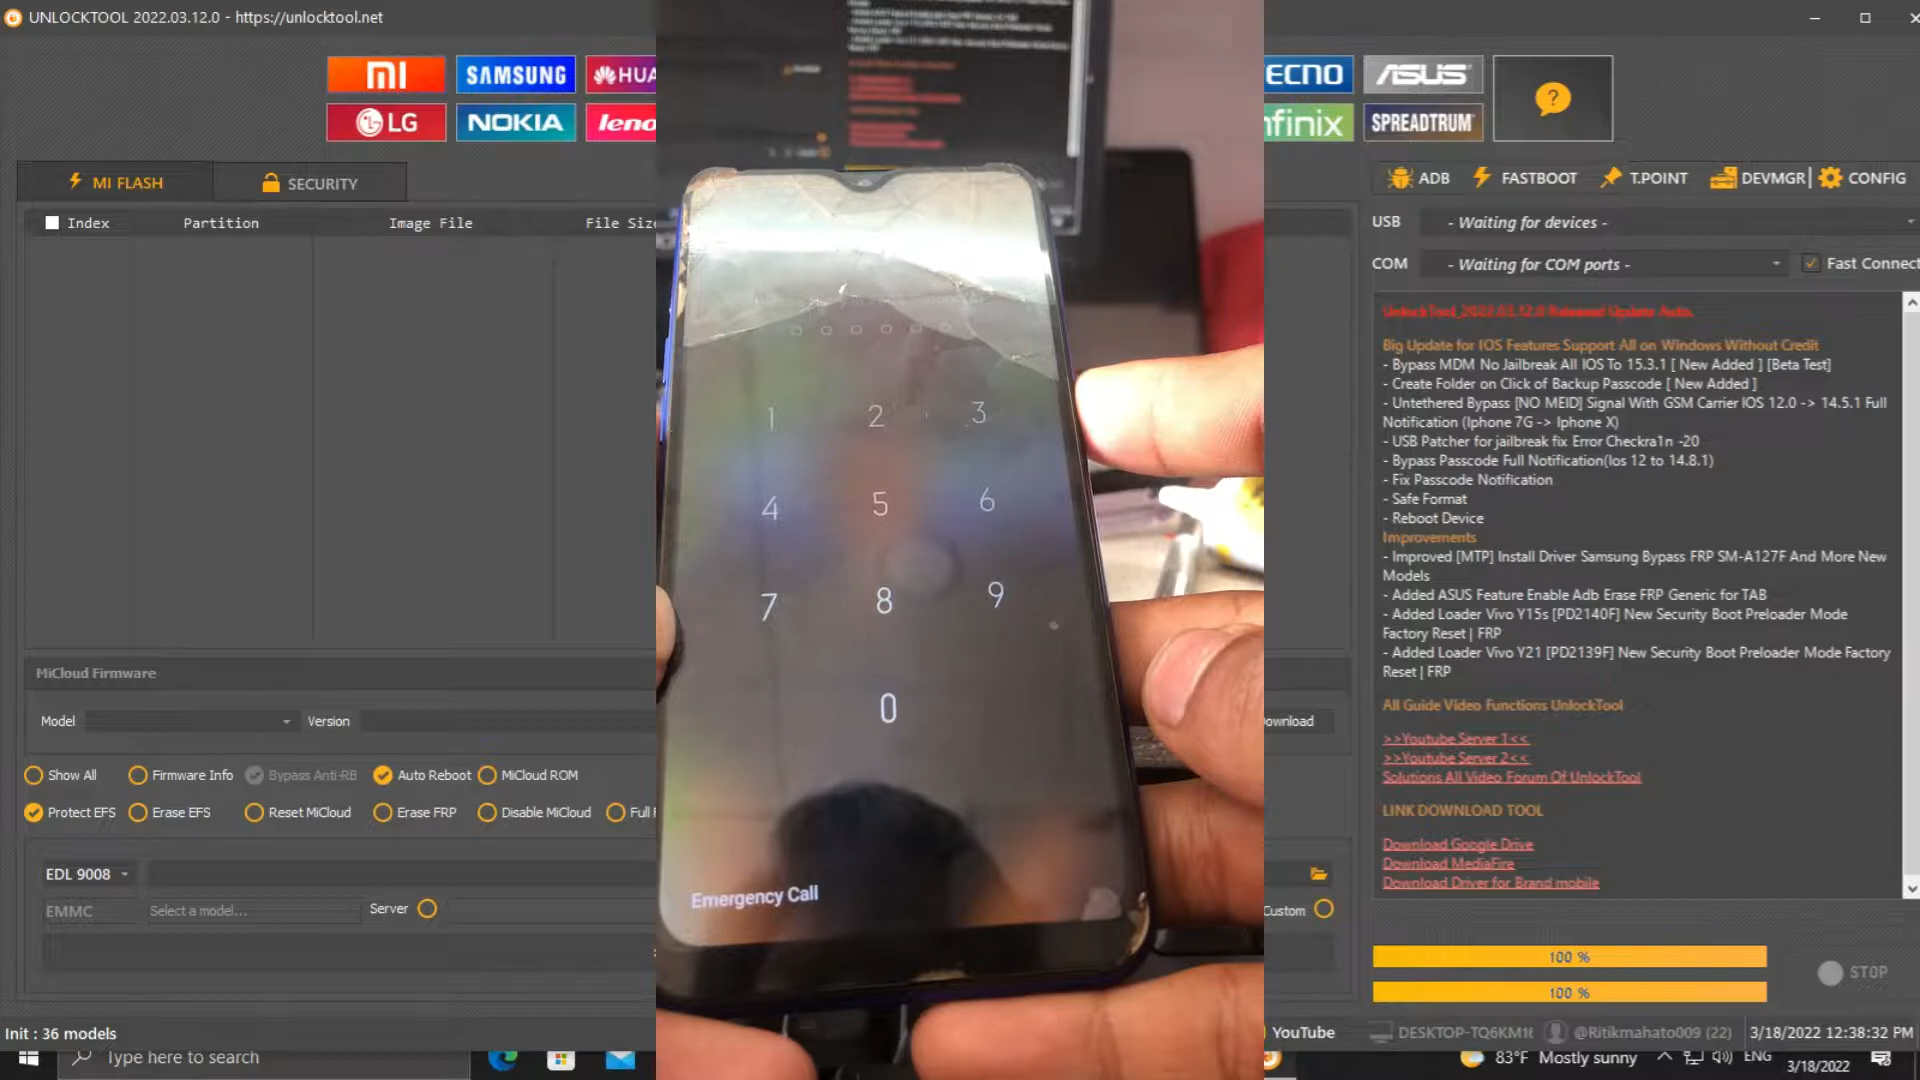 UNLOCKTOOL 2022.03.12.0 - https://unlocktool.net
MI
SAMSUNG
HUA
ECNO
ASUS
?
LG
NOKIA
leno
nfinix
SPREADTRUM
MI FLASH
SECURITY
ADB
FASTBOOT
T.POINT
DEVMGR
CONFIG
Index
Partition
Image File
File Size
USB
- Waiting for devices -
COM
- Waiting for COM ports -
Fast Connect
UnlockTool_2022.03.12.0 Released Update Auto.
Big Update for IOS Features Support All on Windows Without Credit
- Bypass MDM No Jailbreak All IOS To 15.3.1 [ New Added ] [Beta Test]
- Create Folder on Click of Backup Passcode [ New Added ]
- Untethered Bypass [NO MEID] Signal With GSM Carrier IOS 12.0 -> 14.5.1 Full
Notification (Iphone 7G -> Iphone X)
- USB Patcher for jailbreak fix Error Checkra1n -20
- Bypass Passcode Full Notification(Ios 12 to 14.8.1)
- Fix Passcode Notification
- Safe Format
- Reboot Device
Improvements
- Improved [MTP] Install Driver Samsung Bypass FRP SM-A127F And More New
Models
- Added ASUS Feature Enable Adb Erase FRP Generic for TAB
- Added Loader Vivo Y15s [PD2140F] New Security Boot Preloader Mode
Factory Reset | FRP
- Added Loader Vivo Y21 [PD2139F] New Security Boot Preloader Mode Factory
Reset | FRP
All Guide Video Functions UnlockTool
>>Youtube Server 1<<
>>Youtube Server 2<<
Solutions All Video Forum Of UnlockTool
LINK DOWNLOAD TOOL
Download Google Drive
Download MediaFire
Download Driver for Brand mobile
1 2 3
4 5 6
7 8 9
0
Emergency Call
MiCloud Firmware
Model
Version
ownload
Show All
Firmware Info
Bypass Anti-RB
Auto Reboot
MiCloud ROM
Protect EFS
Erase EFS
Reset MiCloud
Erase FRP
Disable MiCloud
Full
EDL 9008
EMMC
Select a model...
Server
Custom
100 %
100 %
STOP
Init : 36 models
YouTube
DESKTOP-TQ6KM1
@Ritikmahato009 (22)
3/18/2022 12:38:32 PM
Type here to search
83°F Mostly sunny
ENG
3/18/2022